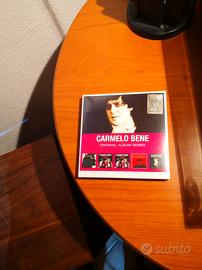 CARMELO BENE
ORIGINAL ALBUM SERIES
subito